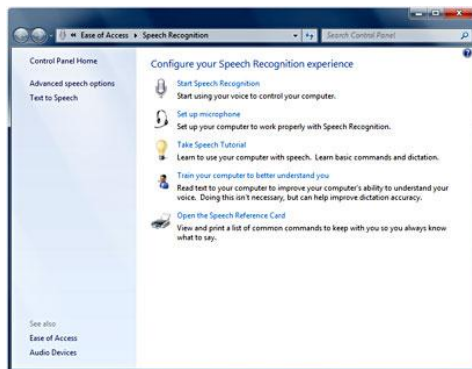 « Ease of Access ▸ Speech Recognition
Search Control Panel
Control Panel Home
Advanced speech options
Text to Speech
See also
Ease of Access
Audio Devices
Configure your Speech Recognition experience
Start Speech Recognition
Start using your voice to control your computer.
Set up microphone
Set up your computer to work properly with Speech Recognition.
Take Speech Tutorial
Learn to use your computer with speech. Learn basic commands and dictation.
Train your computer to better understand you
Read text to your computer to improve your computer's ability to understand your
voice. Doing this isn't necessary, but can help improve dictation accuracy.
Open the Speech Reference Card
View and print a list of common commands to keep with you so you always know
what to say.